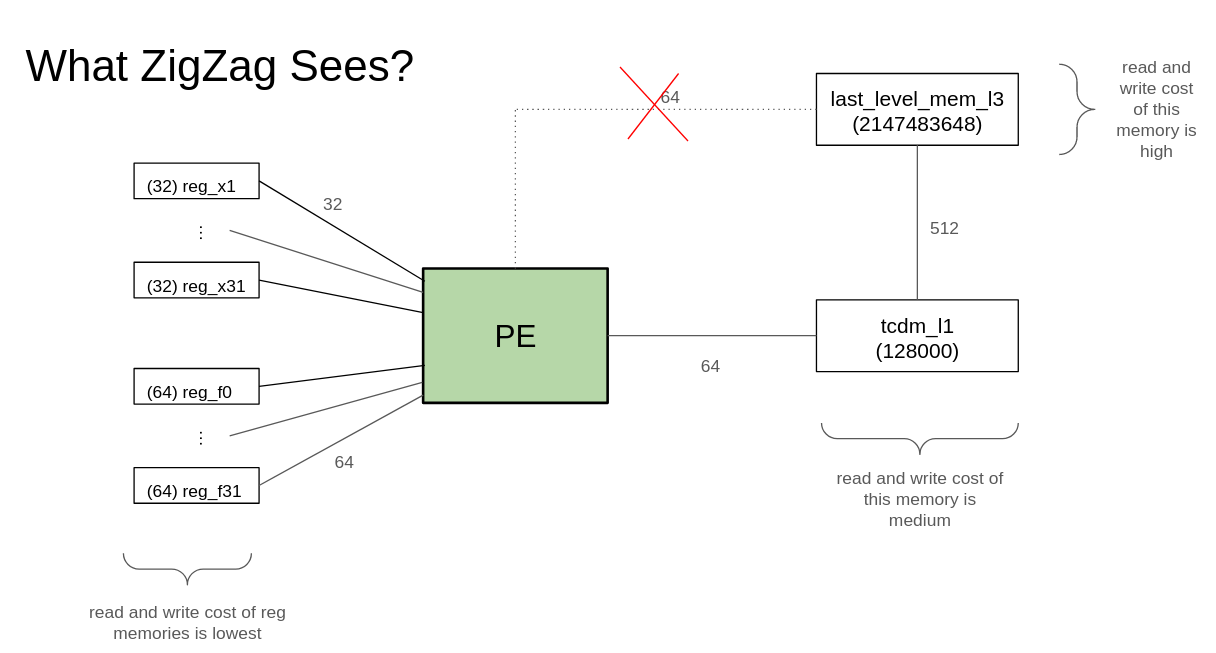 What ZigZag Sees?
64
last_level_mem_l3
(2147483648)
read and
write cost
of this
memory is
high
(32) reg_x1
32
⋮
(32) reg_x31
512
PE
tcdm_l1
(128000)
64
(64) reg_f0
⋮
64
(64) reg_f31
read and write cost of
this memory is
medium
read and write cost of reg
memories is lowest